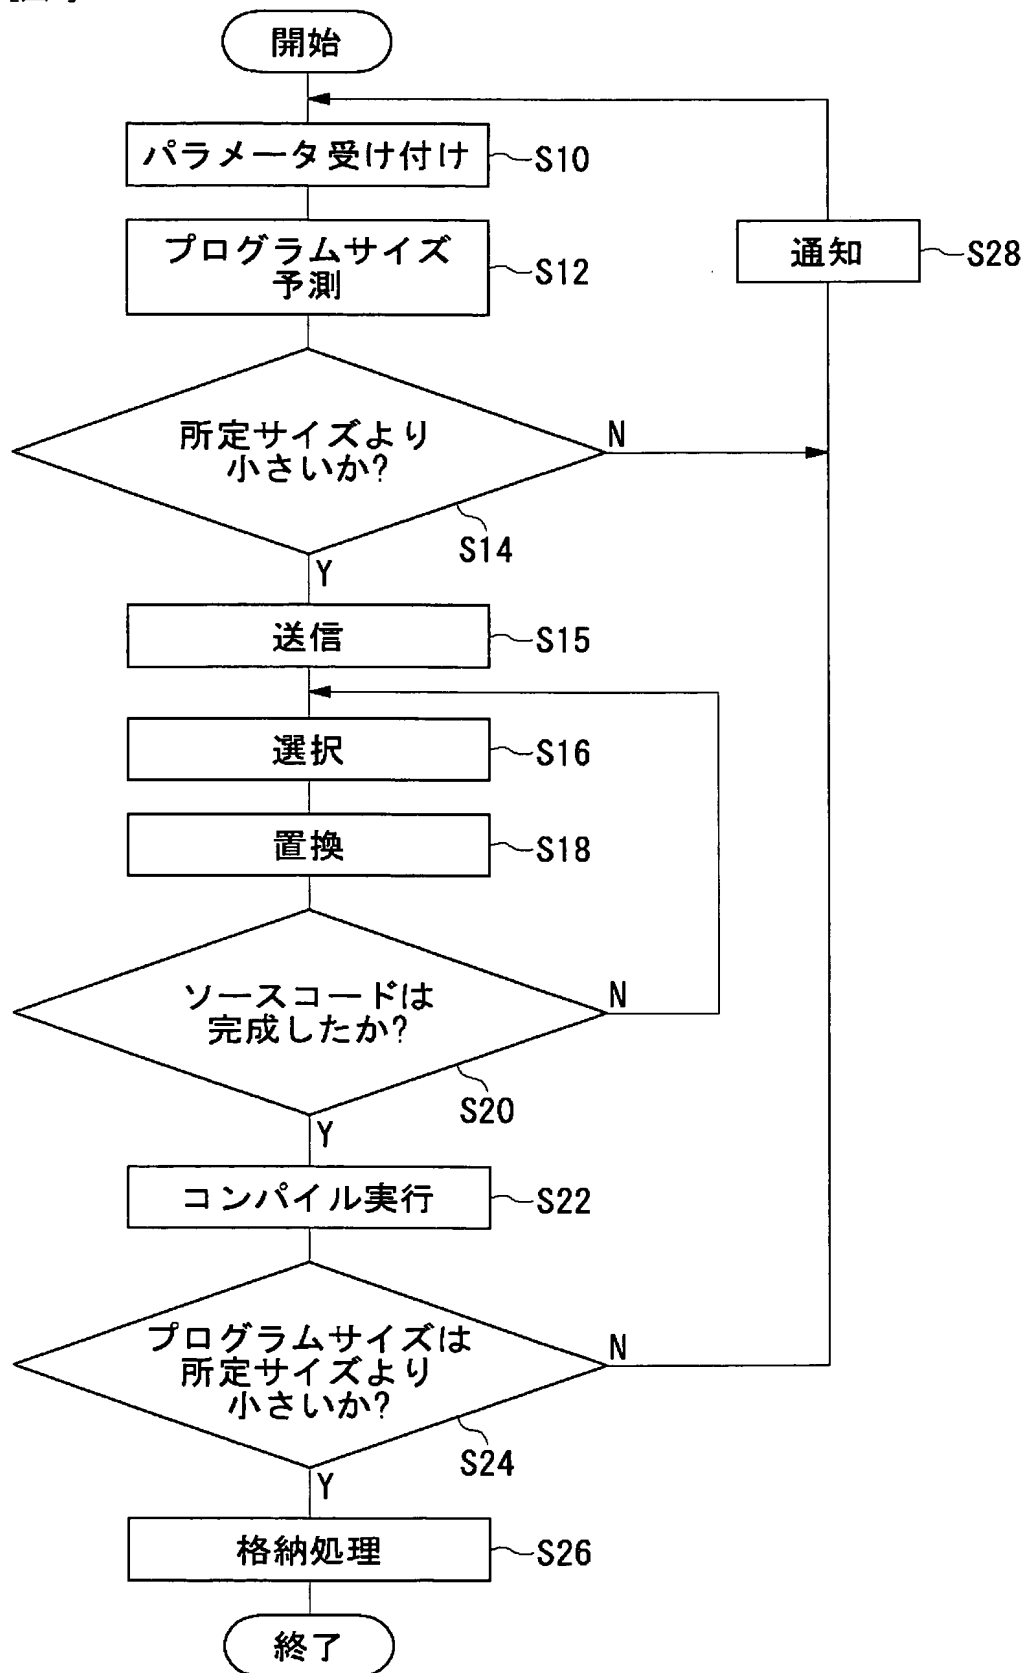 開始
パラメータ受け付け
S10
プログラムサイズ
予測
S12
通知
S28
所定サイズより
小さいか?
N
S14
Y
送信
S15
選択
S16
置換
S18
ソースコードは
完成したか?
N
S20
Y
コンパイル実行
S22
プログラムサイズは
所定サイズより
小さいか?
N
S24
Y
格納処理
S26
終了